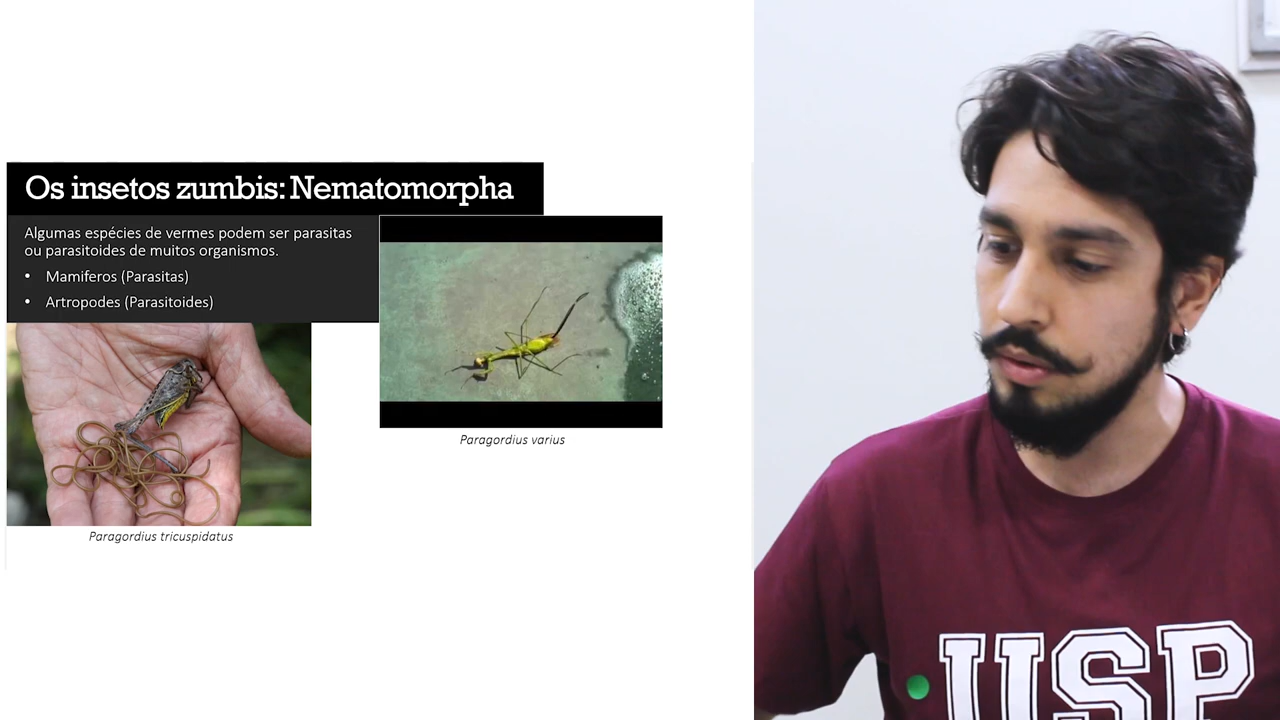 Os insetos zumbis: Nematomorpha
Algumas espécies de vermes podem ser parasitas
ou parasitoides de muitos organismos.
• Mamiferos (Parasitas)
• Artropodes (Parasitoides)
Paragordius varius
Paragordius tricuspidatus
USP